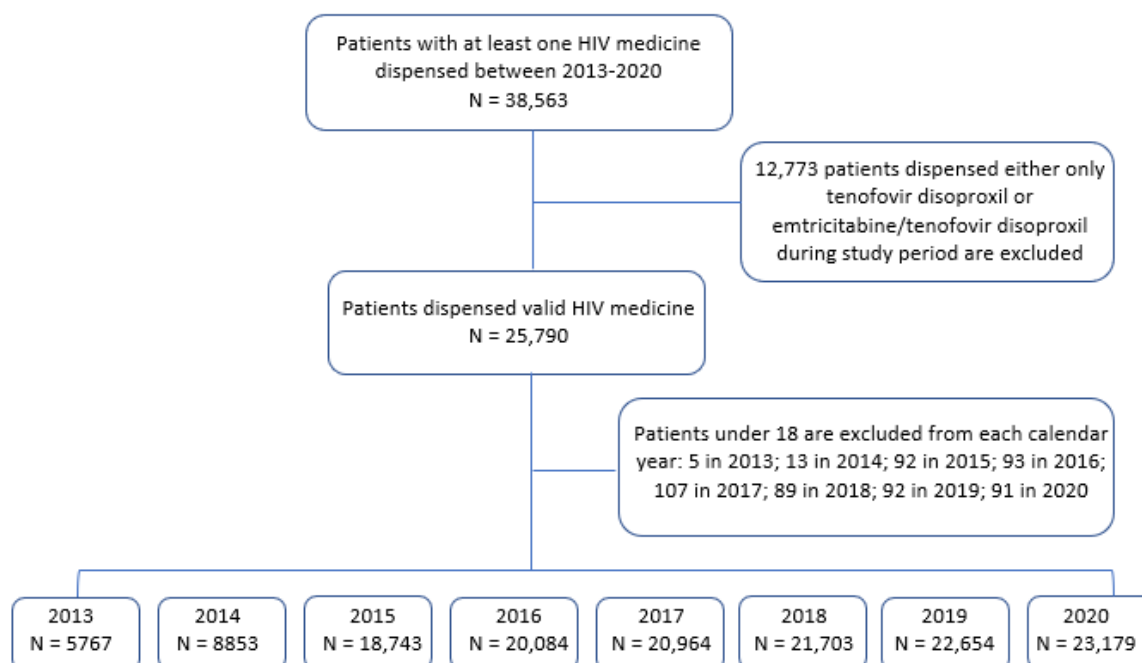 Patients with at least one HIV medicine
dispensed between 2013-2020
N = 38,563
12,773 patients dispensed either only
tenofovir disoproxil or
emtricitabine/tenofovir disoproxil
during study period are excluded
Patients dispensed valid HIV medicine
N = 25,790
Patients under 18 are excluded from each calendar
year: 5 in 2013; 13 in 2014; 92 in 2015; 93 in 2016;
107 in 2017; 89 in 2018; 92 in 2019; 91 in 2020
2013
N = 5767
2014
N = 8853
2015
N = 18,743
2016
N = 20,084
2017
N = 20,964
2018
N = 21,703
2019
N = 22,654
2020
N = 23,179